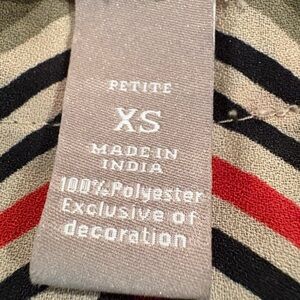 PETITE
XS
MADE IN
INDIA
100% Polyester
Exclusive of
decoration